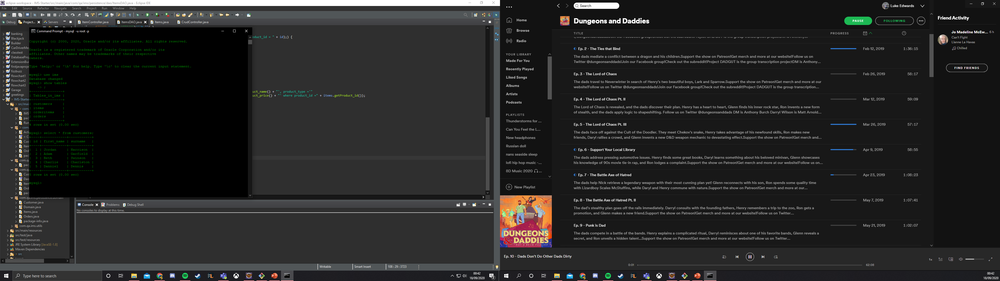 eclipse-workspace - IMS-Starter/src/main/java/com/qa/ims/persistence/dao/ItemsDAO.java - Eclipse IDE
File Edit Source Refactor Navigate Search Project Run Window Help
Debug Project... Servers
banking
Blackjack
Builder
CarDriverMe
classtest
DatabaseProj
ExtensionBui
firstjavaproje
fizzbuzz
flowchart1
flowchart2
flowchart3
Garage
greetings
> IMS-Starter
> src/mai
> com.
IMS
pac
Run
> com.
Acti
> C
Cus
Item
Ord
pac
com.qa
pac
com.qa
Cus
Dao
Item
Ord
pac
com.qa.ims.persistence.domain
Customer.java
Domain.java
Items.java
Orders.java
package-info.java
com.qa.ims.utils
src/main/resources
src/test/java
src/test/resources
JRE System Library [JavaSE-1.8]
Maven Dependencies
> src
ItemController.java ItemsDAO.java Items.java CrudController.java
oduct_id = " + id);) {
uct_name() + "', product_type ='"
uct_price() + "' where product_id =" + items.getProduct_id());
Command Prompt - mysql -u root -p
Copyright (c) 2000, 2020, Oracle and/or its affiliates. All rights reserved.
Oracle is a registered trademark of Oracle Corporation and/or its
affiliates. Other names may be trademarks of their respective
owners.
Type 'help;' or '\h' for help. Type '\c' to clear the current input statement.
mysql> use ims
Database changed
mysql> show tables
-> ;
+---------------+
| Tables_in_ims |
+---------------+
| customers |
| items |
| orderitems |
| orders |
+---------------+
4 rows in set (0.00 sec)
mysql> select * from customers;
+----+------------+-----------+
| id | first_name | surname |
+----+------------+-----------+
| 1 | Jordan | Harrison |
| 2 | Adam | Garfield |
| 3 | Beth | Swinson |
| 4 | Charlie | Charlston |
| 5 | Danniel | Dennis |
+----+------------+-----------+
5 rows in set (0.00 sec)
mysql>
Console Problems Debug Shell
No consoles to display at this time.
Writable Smart Insert 108 : 29 : 3723
Type here to search
00:42
18/09/2020
2
Search
Luke Edwards
Home
Browse
Radio
YOUR LIBRARY
Made For You
Recently Played
Liked Songs
Albums
Artists
Podcasts
PLAYLISTS
Thunderstorms for ...
Can You Feel the L...
New headphones
Russian doll
nans seaside sleep
lofi hip hop music -...
8D Music 2020 🎧...
New Playlist
DUNGEONS
& DADDIES
*NOT A BDSM PODCAST
Dungeons and Daddies
PAUSE FOLLOWING
TITLE PROGRESS
Ep. 2 - The Ties that Bind Feb 12, 2019 1:36:15
The dads mediate a conflict between a dragon and his children.Support the show on Patreon!Get merch and more at our website!Follow us on
Twitter @dungeonsanddads!Join our Facebook group!Check out the subreddit!Project DADGUT is the group transcription projectDM is Anthony...
Ep. 3 - The Lord of Chaos Feb 26, 2019 58:17
The dads travel to Neverwinter in search of Henry's two beautiful boys, Lark and Sparrow.Support the show on Patreon!Get merch and more at our
website!Follow us on Twitter @dungeonsanddads!Join our Facebook group!Check out the subreddit!Project DADGUT is the group transcription...
Ep. 4 - The Lord of Chaos Pt. II Mar 12, 2019 59:09
The Lord of Chaos is revealed, and the dads discover their plan. Henry has a heart to heart, Glenn finds his inner rock star, Ron invents a new form
of stealth, and the dads apply logic to shapeshifting. Follow us on Twitter @dungeonsanddads DM is Anthony Burch Darryl Wilson is Matt Arnold...
Ep. 5 - The Lord of Chaos Pt. III Mar 26, 2019 57:17
The dads face off against the Cult of the Doodler. They meet Chekov's snake, Henry takes advantage of his newfound skills, Ron makes new
friends, Daryl rallies a crowd, and Glenn invents a new D&D weapon mechanic to devastating effect.Support the show on Patreon!Get merch and...
Ep. 6 - Support Your Local Library Apr 9, 2019 58:55
The dads address pressing automotive issues. Henry finds some great books, Daryl learns something about his beloved minivan, Glenn showcases
his knowledge of 90s movie tie-in rap, and Ron lodges a complaint.Support the show on Patreon!Get merch and more at our website!Follow us on...
Ep. 7 - The Battle Axe of Hatred Apr 23, 2019 1:08:23
The dads help Nick retrieve a legendary weapon with their most cunning plan yet! Glenn reconnects with his son, Ron spends some quality time
with Lizardboy Scales McStuffins, while Daryl and Henry commune with nature.Support the show on Patreon!Get merch and more at our...
Ep. 8 - The Battle Axe of Hatred Pt. II May 7, 2019 1:07:41
The dad's stealthy plan goes off the rails immediately. Darryl consults with the founding fathers, Henry remembers a trip to the zoo, Ron gets a
promotion, and Glenn makes a new friend.Support the show on Patreon!Get merch and more at our website!Follow us on Twitter...
Ep. 9 - Punk is Dad May 21, 2019 1:02:07
The dads compete in a battle of the bands. Henry explains a complicated ritual, Darryl reminisces about one of his favorite bands, Glenn reveals a
secret, and Ron unveils a hidden talent...Support the show on Patreon!Get merch and more at our website!Follow us on Twitter...
Friend Activity
Jo Madeline McEw... 6 h
Can't Fight
Lianne La Havas
Chilled
FIND FRIENDS
Ep. 10 - Dads Don't Do Other Dads Dirty
15 15
0:01 62:08
1x
00:42
18/09/2020